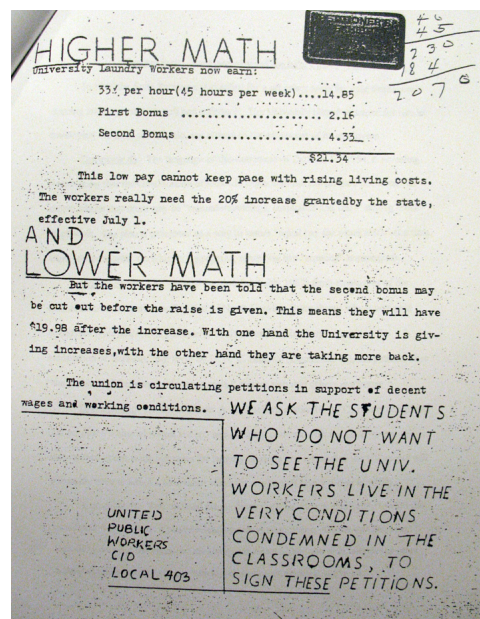 46
45
230
184
2070
HIGHER MATH
University Laundry Workers now earn:
33¢ per hour(45 hours per week)....14.85
First Bonus ...................... 2.16
Second Bonus ..................... 4.33
$21.34
This low pay cannot keep pace with rising living costs.
The workers really need the 20% increase grantedby the state,
effective July 1.
AND
LOWER MATH
But the workers have been told that the second bonus may
be cut out before the raise is given. This means they will have
$19.98 after the increase. With one hand the University is giv-
ing increases,with the other hand they are taking more back.
The union is circulating petitions in support of decent
wages and working conditions.
WE ASK THE STUDENTS
WHO DO NOT WANT
TO SEE THE UNIV.
WORKERS LIVE IN THE
VERY CONDITIONS
CONDEMNED IN THE
CLASSROOMS, TO
SIGN THESE PETITIONS.
UNITED
PUBLIC
WORKERS
CIO
LOCAL 403